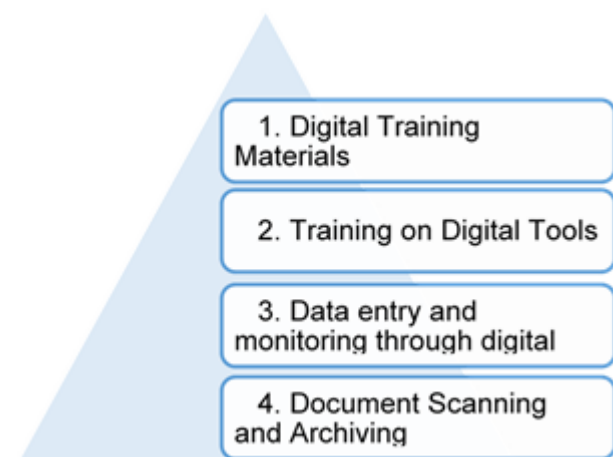 1. Digital Training
Materials
2. Training on Digital Tools
3. Data entry and
monitoring through digital
4. Document Scanning
and Archiving